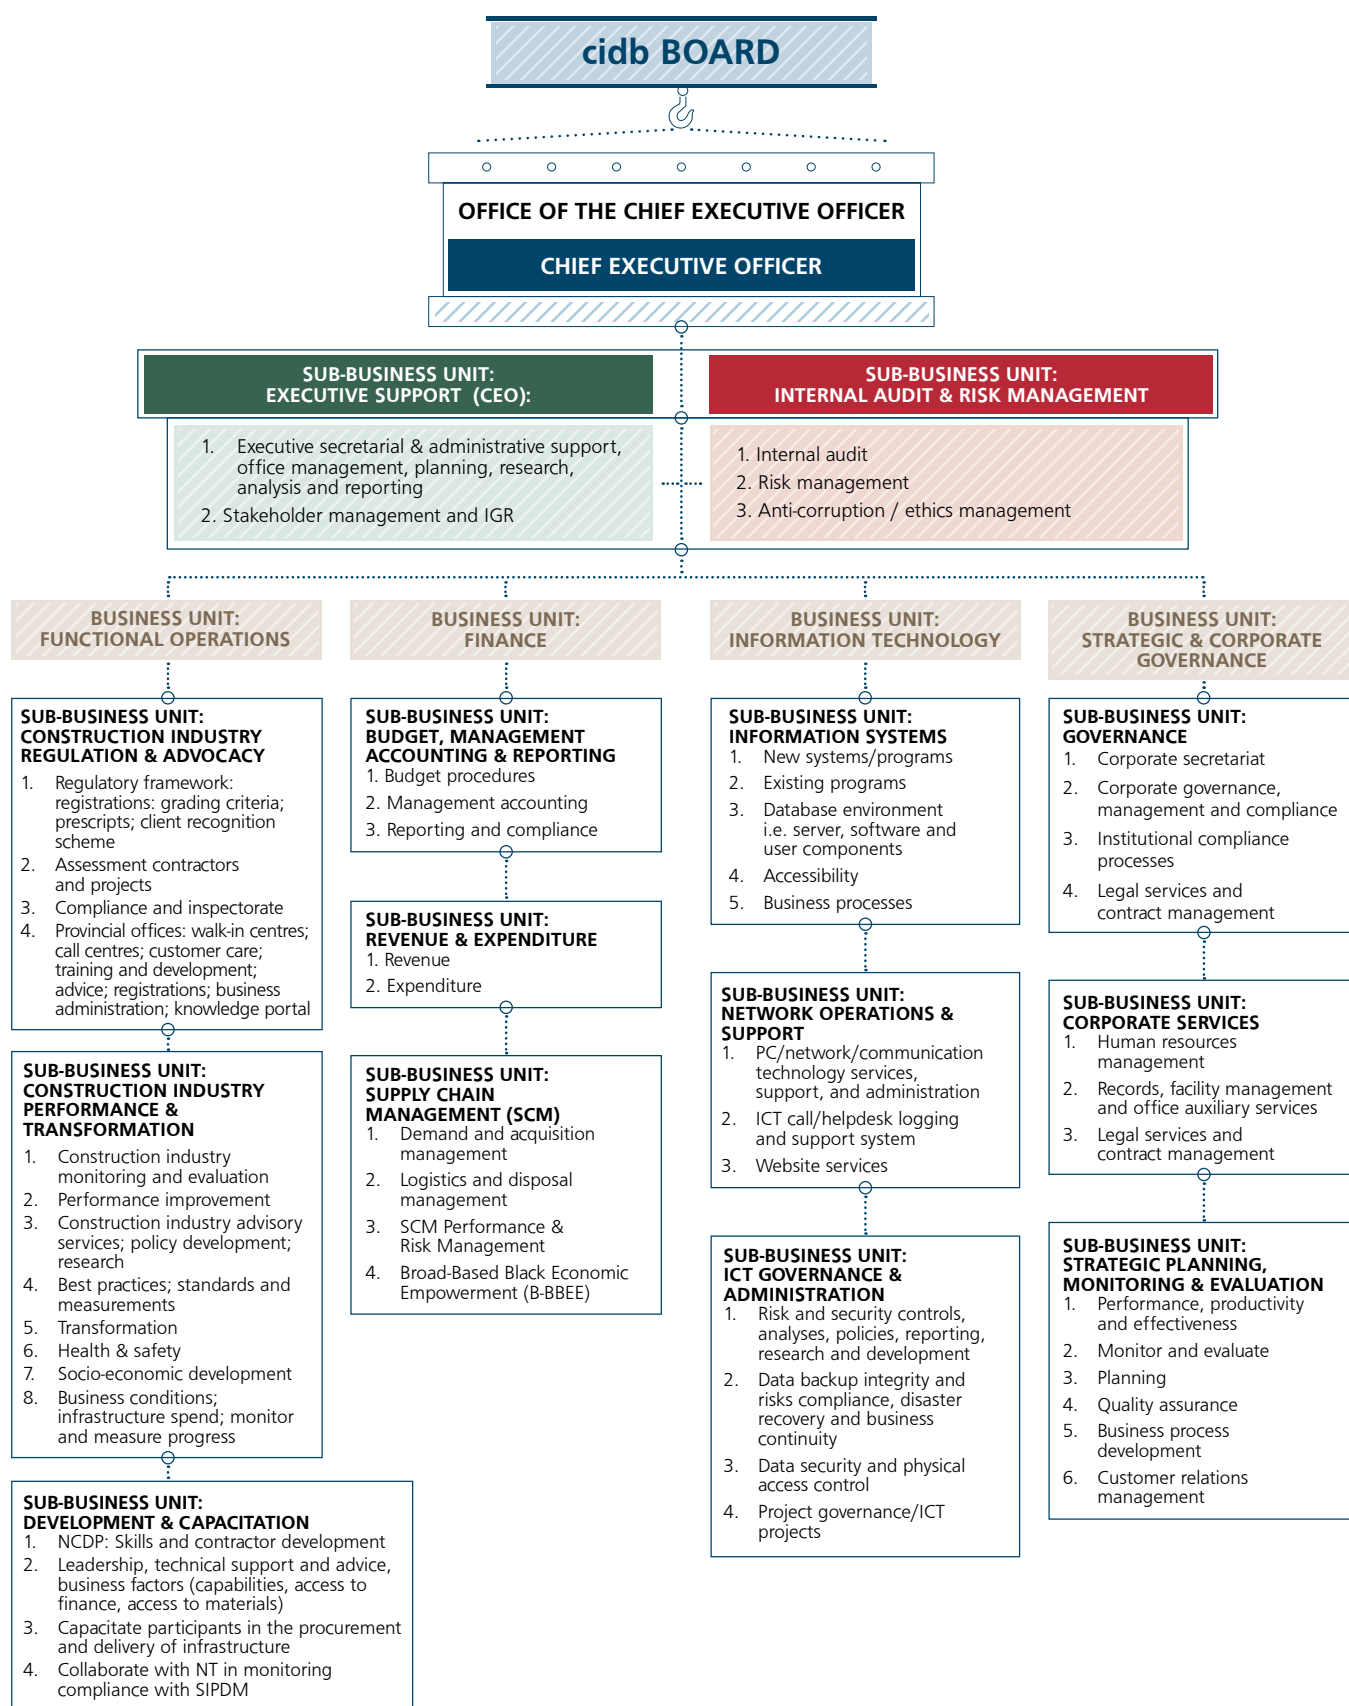 cidb BOARD
OFFICE OF THE CHIEF EXECUTIVE OFFICER
CHIEF EXECUTIVE OFFICER
SUB-BUSINESS UNIT:
EXECUTIVE SUPPORT (CEO):
1. Executive secretarial & administrative support,
office management, planning, research,
analysis and reporting
2. Stakeholder management and IGR
SUB-BUSINESS UNIT:
INTERNAL AUDIT & RISK MANAGEMENT
1. Internal audit
2. Risk management
3. Anti-corruption / ethics management
BUSINESS UNIT:
FUNCTIONAL OPERATIONS
SUB-BUSINESS UNIT:
CONSTRUCTION INDUSTRY
REGULATION & ADVOCACY
1. Regulatory framework:
registrations: grading criteria;
prescripts; client recognition
scheme
2. Assessment contractors
and projects
3. Compliance and inspectorate
4. Provincial offices: walk-in centres;
call centres; customer care;
training and development;
advice; registrations; business
administration; knowledge portal
SUB-BUSINESS UNIT:
CONSTRUCTION INDUSTRY
PERFORMANCE &
TRANSFORMATION
1. Construction industry
monitoring and evaluation
2. Performance improvement
3. Construction industry advisory
services; policy development;
research
4. Best practices; standards and
measurements
5. Transformation
6. Health & safety
7. Socio-economic development
8. Business conditions;
infrastructure spend; monitor
and measure progress
SUB-BUSINESS UNIT:
DEVELOPMENT & CAPACITATION
1. NCDP: Skills and contractor development
2. Leadership, technical support and advice,
business factors (capabilities, access to
finance, access to materials)
3. Capacitate participants in the procurement
and delivery of infrastructure
4. Collaborate with NT in monitoring
compliance with SIPDM
BUSINESS UNIT:
FINANCE
SUB-BUSINESS UNIT:
BUDGET, MANAGEMENT
ACCOUNTING & REPORTING
1. Budget procedures
2. Management accounting
3. Reporting and compliance
SUB-BUSINESS UNIT:
REVENUE & EXPENDITURE
1. Revenue
2. Expenditure
SUB-BUSINESS UNIT:
SUPPLY CHAIN
MANAGEMENT (SCM)
1. Demand and acquisition
management
2. Logistics and disposal
management
3. SCM Performance &
Risk Management
4. Broad-Based Black Economic
Empowerment (B-BBEE)
BUSINESS UNIT:
INFORMATION TECHNOLOGY
SUB-BUSINESS UNIT:
INFORMATION SYSTEMS
1. New systems/programs
2. Existing programs
3. Database environment
i.e. server, software and
user components
4. Accessibility
5. Business processes
SUB-BUSINESS UNIT:
NETWORK OPERATIONS &
SUPPORT
1. PC/network/communication
technology services,
support, and administration
2. ICT call/helpdesk logging
and support system
3. Website services
SUB-BUSINESS UNIT:
ICT GOVERNANCE &
ADMINISTRATION
1. Risk and security controls,
analyses, policies, reporting,
research and development
2. Data backup integrity and
risks compliance, disaster
recovery and business
continuity
3. Data security and physical
access control
4. Project governance/ICT
projects
BUSINESS UNIT:
STRATEGIC & CORPORATE
GOVERNANCE
SUB-BUSINESS UNIT:
GOVERNANCE
1. Corporate secretariat
2. Corporate governance,
management and compliance
3. Institutional compliance
processes
4. Legal services and
contract management
SUB-BUSINESS UNIT:
CORPORATE SERVICES
1. Human resources
management
2. Records, facility management
and office auxiliary services
3. Legal services and
contract management
SUB-BUSINESS UNIT:
STRATEGIC PLANNING,
MONITORING & EVALUATION
1. Performance, productivity
and effectiveness
2. Monitor and evaluate
3. Planning
4. Quality assurance
5. Business process
development
6. Customer relations
management